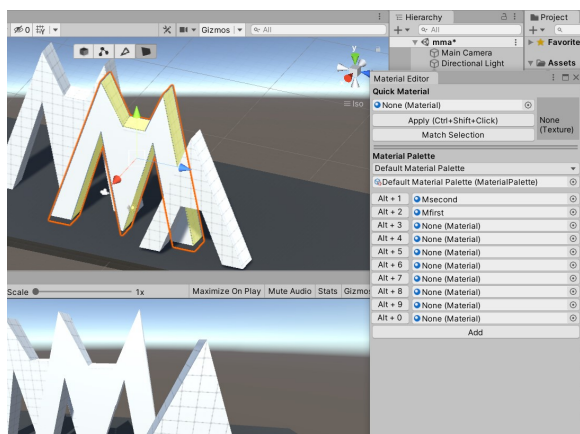 Hierarchy
Project
0
Gizmos
All
All
mma*
Main Camera
Directional Light
Favorite
Assets
y
Iso
Material Editor
Quick Material
None (Material)
Apply (Ctrl+Shift+Click)
Match Selection
None
(Texture)
Material Palette
Default Material Palette
Default Material Palette (MaterialPalette)
Alt + 1 Msecond
Alt + 2 Mfirst
Alt + 3 None (Material)
Alt + 4 None (Material)
Alt + 5 None (Material)
Alt + 6 None (Material)
Alt + 7 None (Material)
Alt + 8 None (Material)
Alt + 9 None (Material)
Alt + 0 None (Material)
Add
Scale 1x Maximize On Play Mute Audio Stats Gizmo